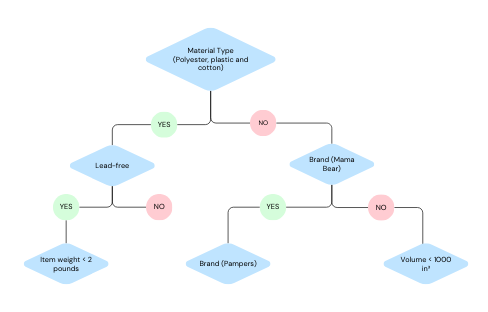 Material Type
(Polyester, plastic and
cotton)
YES
NO
Lead-free
Brand (Mama
Bear)
YES
NO
YES
NO
Item weight < 2
pounds
Brand (Pampers)
Volume < 1000
in³